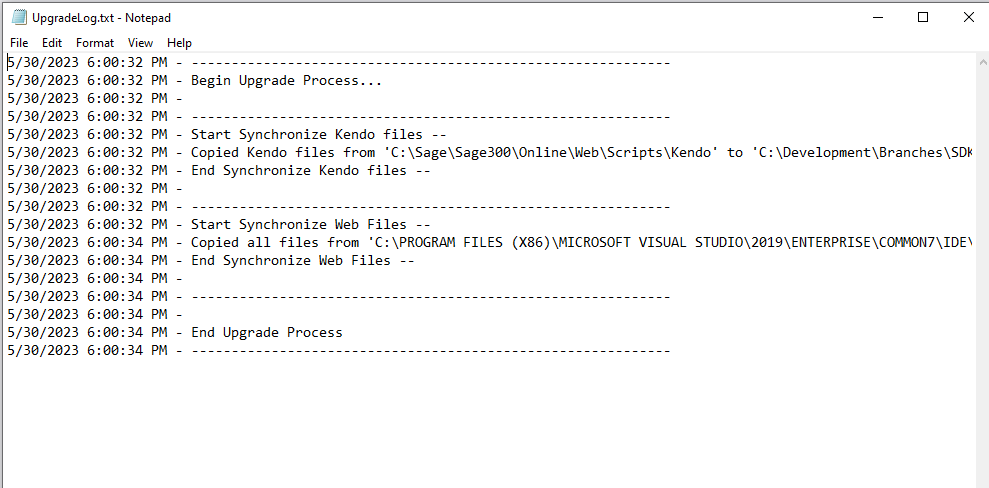 UpgradeLog.txt - Notepad
File Edit Format View Help
5/30/2023 6:00:32 PM - ------------------------------------------------------------
5/30/2023 6:00:32 PM - Begin Upgrade Process...
5/30/2023 6:00:32 PM -
5/30/2023 6:00:32 PM - ------------------------------------------------------------
5/30/2023 6:00:32 PM - Start Synchronize Kendo files --
5/30/2023 6:00:32 PM - Copied Kendo files from 'C:\Sage\Sage300\Online\Web\Scripts\Kendo' to 'C:\Development\Branches\SDK
5/30/2023 6:00:32 PM - End Synchronize Kendo files --
5/30/2023 6:00:32 PM -
5/30/2023 6:00:32 PM - ------------------------------------------------------------
5/30/2023 6:00:32 PM - Start Synchronize Web Files --
5/30/2023 6:00:34 PM - Copied all files from 'C:\PROGRAM FILES (X86)\MICROSOFT VISUAL STUDIO\2019\ENTERPRISE\COMMON7\IDE\
5/30/2023 6:00:34 PM - End Synchronize Web Files --
5/30/2023 6:00:34 PM -
5/30/2023 6:00:34 PM - ------------------------------------------------------------
5/30/2023 6:00:34 PM -
5/30/2023 6:00:34 PM - End Upgrade Process
5/30/2023 6:00:34 PM - ------------------------------------------------------------